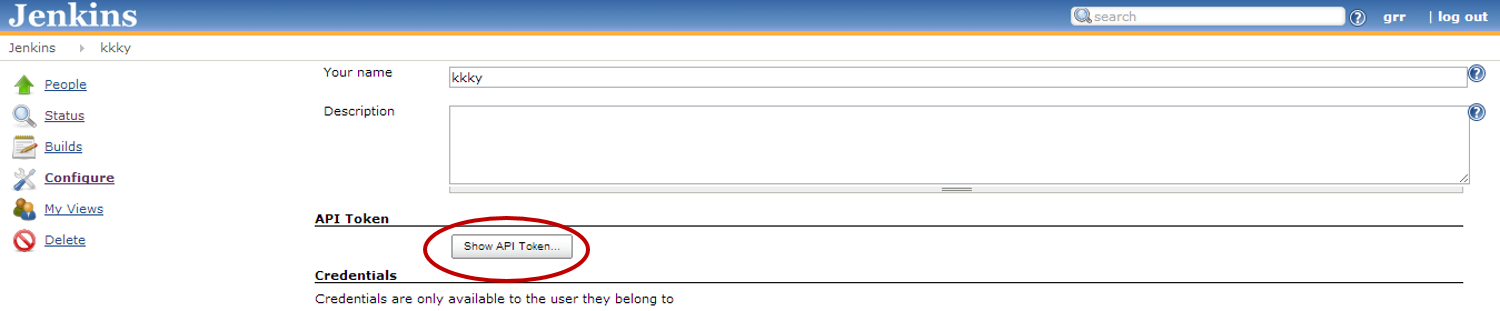 Jenkins
search
? grr | log out
Jenkins kkky
People
Status
Builds
Configure
My Views
Delete
Your name
kkky
?
Description
?
API Token
Show API Token...
Credentials
Credentials are only available to the user they belong to